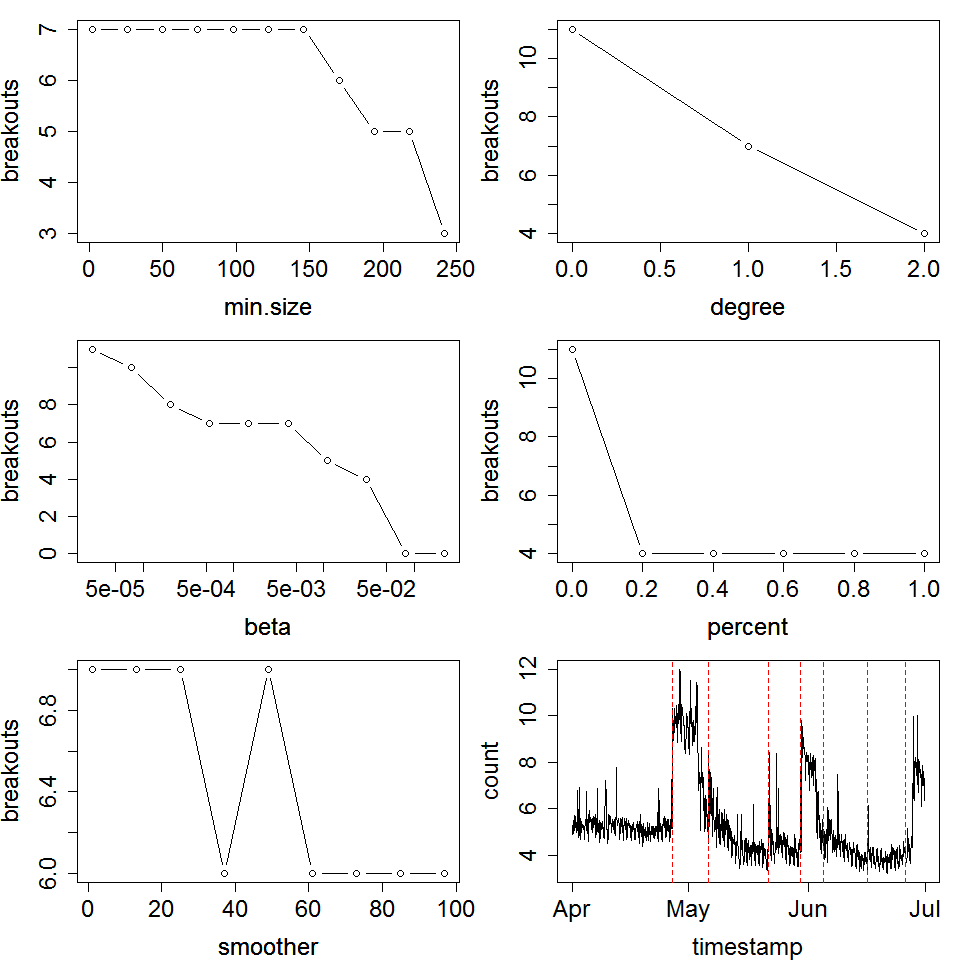 breakouts
7
6
5
4
3
0 50 100 150 200 250
min.size
breakouts
10
8
6
4
0.0 0.5 1.0 1.5 2.0
degree
breakouts
8
6
4
2
0
5e-05 5e-04 5e-03 5e-02
beta
breakouts
10
8
6
4
0.0 0.2 0.4 0.6 0.8 1.0
percent
breakouts
6.8
6.4
6.0
0 20 40 60 80 100
smoother
count
12
10
8
6
4
Apr May Jun Jul
timestamp